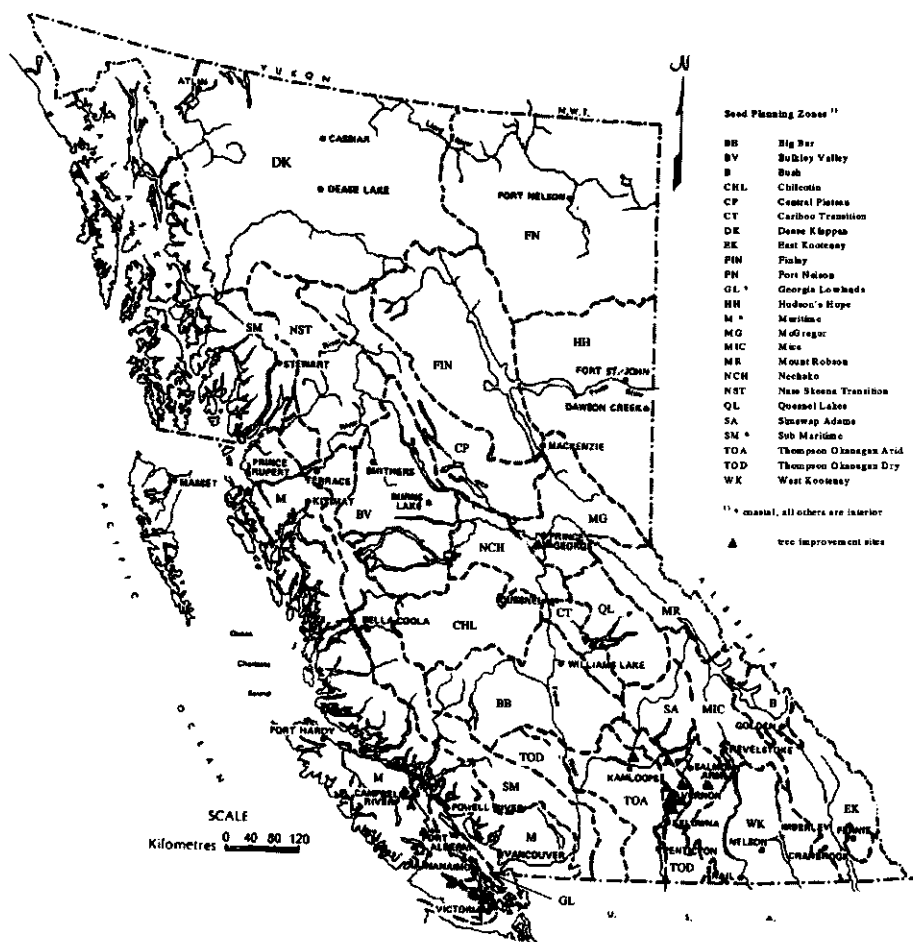 YUKON
N.W.T.
N
ATLIN
CASSIAR
DK
DEASE LAKE
FORT NELSON
FN
SM
NST
STEWART
FIN
HH
FORT ST. JOHN
DAWSON CREEK
MACKENZIE
CP
PRINCE RUPERT
TERRACE
SMITHERS
MASSET
M
KITIMAT
BURNS LAKE
BV
MG
NCH
PRINCE GEORGE
QUESNEL
CT
QL
MR
BELLA COOLA
CHL
WILLIAMS LAKE
PACIFIC
OCEAN
Queen
Charlotte
Sound
BB
SA
MIC
B
GOLDEN
PORT HARDY
TOD
REVELSTOKE
SALMON ARM
KAMLOOPS
VERNON
M
CAMPBELL RIVER
SM
POWELL RIVER
TOA
KELOWNA
WK
KIMBERLEY
EK
FERNIE
PORT ALBERNI
M
VANCOUVER
PENTICTON
NELSON
CRANBROOK
NANAIMO
TOD
TRAIL
VICTORIA
GL
U. S. A.
SCALE
Kilometres 0 40 80 120
Seed Planning Zones 1)
BB Big Bar
BV Bulkley Valley
B Bush
CHL Chilcotin
CP Central Plateau
CT Cariboo Transition
DK Dease Klappan
EK East Kootenay
FIN Finlay
FN Fort Nelson
GL * Georgia Lowlands
HH Hudson's Hope
M * Maritime
MG McGregor
MIC Mica
MR Mount Robson
NCH Nechako
NST Nass Skeena Transition
QL Quesnel Lakes
SA Shuswap Adams
SM * Sub Maritime
TOA Thompson Okanagan Arid
TOD Thompson Okanagan Dry
WK West Kootenay
1) * coastal, all others are interior
▲ tree improvement sites